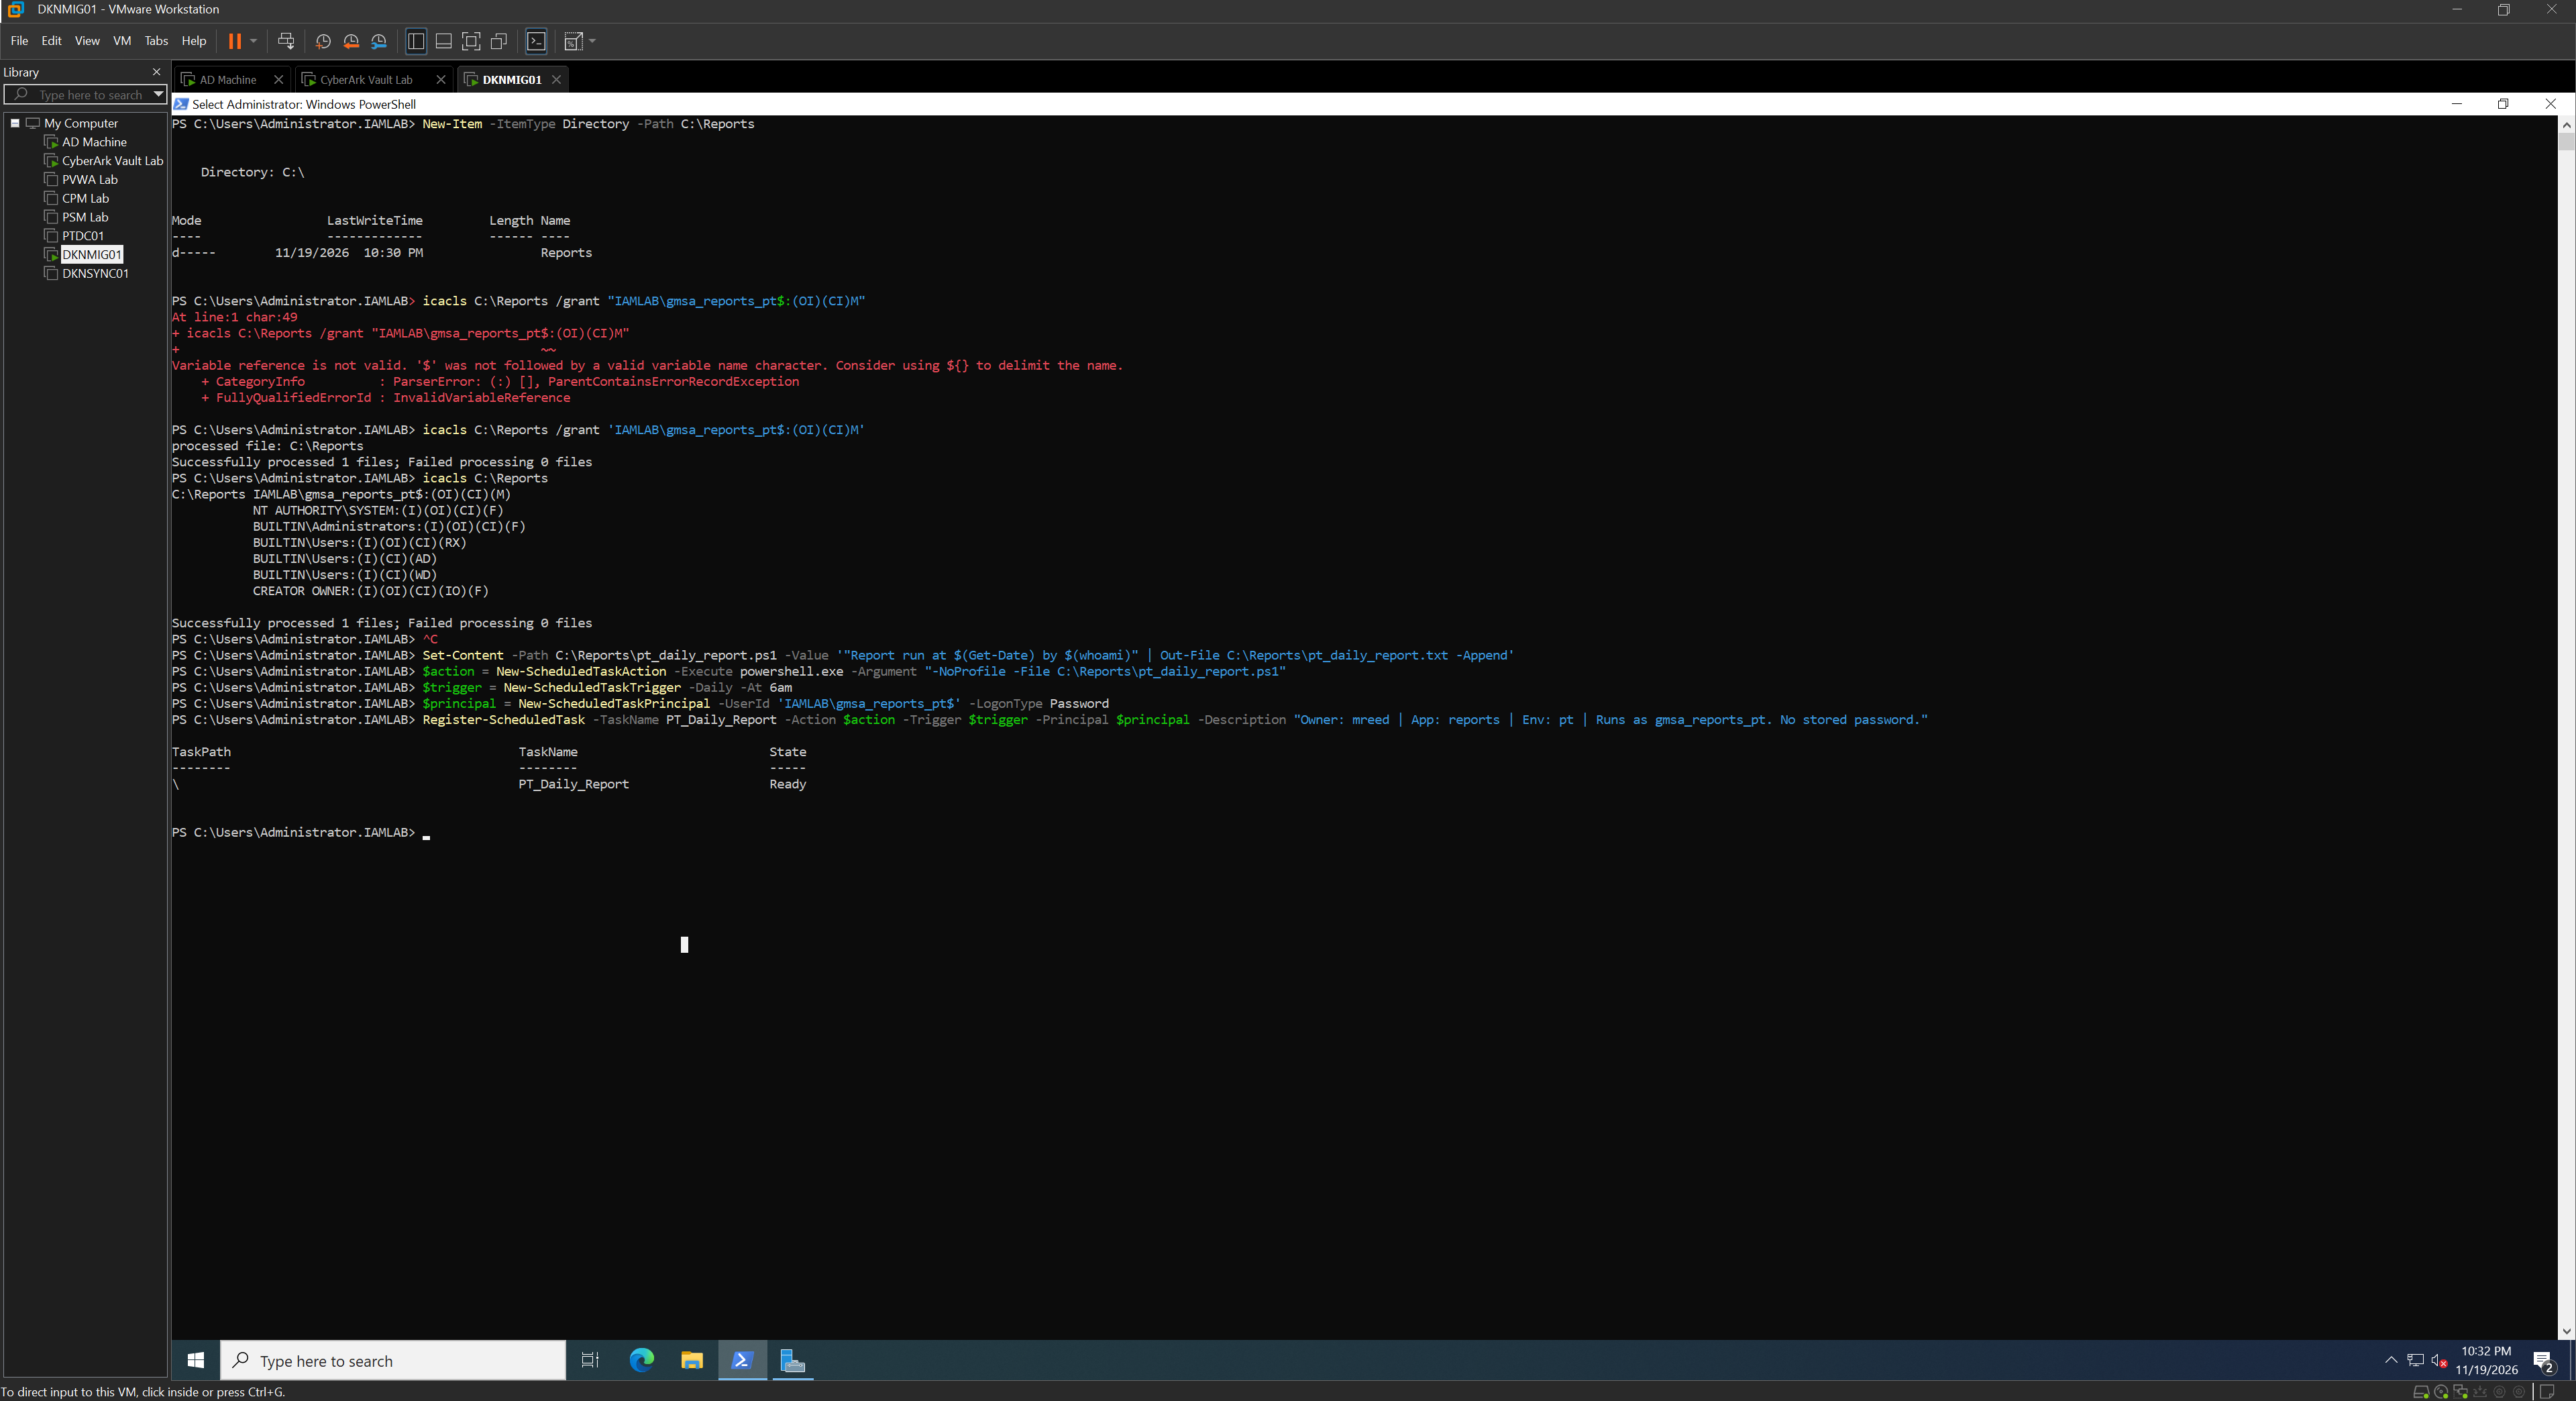 DKNMIG01 - VMware Workstation
File Edit View VM Tabs Help
Library
Type here to search
My Computer
AD Machine
CyberArk Vault Lab
PVWA Lab
CPM Lab
PSM Lab
PTDC01
DKNMIG01
DKNSYNC01
AD Machine CyberArk Vault Lab DKNMIG01
Select Administrator: Windows PowerShell
PS C:\Users\Administrator.IAMLAB> New-Item -ItemType Directory -Path C:\Reports
Directory: C:\
Mode LastWriteTime Length Name
---- ------------- ------ ----
d----- 11/19/2026 10:30 PM Reports
PS C:\Users\Administrator.IAMLAB> icacls C:\Reports /grant "IAMLAB\gmsa_reports_pt$:(OI)(CI)M"
At line:1 char:49
+ icacls C:\Reports /grant "IAMLAB\gmsa_reports_pt$:(OI)(CI)M"
+ ~~
Variable reference is not valid. '$' was not followed by a valid variable name character. Consider using ${} to delimit the name.
+ CategoryInfo : ParserError: (:) [], ParentContainsErrorRecordException
+ FullyQualifiedErrorId : InvalidVariableReference
PS C:\Users\Administrator.IAMLAB> icacls C:\Reports /grant 'IAMLAB\gmsa_reports_pt$:(OI)(CI)M'
processed file: C:\Reports
Successfully processed 1 files; Failed processing 0 files
PS C:\Users\Administrator.IAMLAB> icacls C:\Reports
C:\Reports IAMLAB\gmsa_reports_pt$:(OI)(CI)(M)
NT AUTHORITY\SYSTEM:(I)(OI)(CI)(F)
BUILTIN\Administrators:(I)(OI)(CI)(F)
BUILTIN\Users:(I)(OI)(CI)(RX)
BUILTIN\Users:(I)(CI)(AD)
BUILTIN\Users:(I)(CI)(WD)
CREATOR OWNER:(I)(OI)(CI)(IO)(F)
Successfully processed 1 files; Failed processing 0 files
PS C:\Users\Administrator.IAMLAB> ^C
PS C:\Users\Administrator.IAMLAB> Set-Content -Path C:\Reports\pt_daily_report.ps1 -Value '"Report run at $(Get-Date) by $(whoami)" | Out-File C:\Reports\pt_daily_report.txt -Append'
PS C:\Users\Administrator.IAMLAB> $action = New-ScheduledTaskAction -Execute powershell.exe -Argument "-NoProfile -File C:\Reports\pt_daily_report.ps1"
PS C:\Users\Administrator.IAMLAB> $trigger = New-ScheduledTaskTrigger -Daily -At 6am
PS C:\Users\Administrator.IAMLAB> $principal = New-ScheduledTaskPrincipal -UserId 'IAMLAB\gmsa_reports_pt$' -LogonType Password
PS C:\Users\Administrator.IAMLAB> Register-ScheduledTask -TaskName PT_Daily_Report -Action $action -Trigger $trigger -Principal $principal -Description "Owner: mreed | App: reports | Env: pt | Runs as gmsa_reports_pt. No stored password."
TaskPath TaskName State
-------- -------- -----
\ PT_Daily_Report Ready
PS C:\Users\Administrator.IAMLAB>
Type here to search
10:32 PM
11/19/2026
2
To direct input to this VM, click inside or press Ctrl+G.